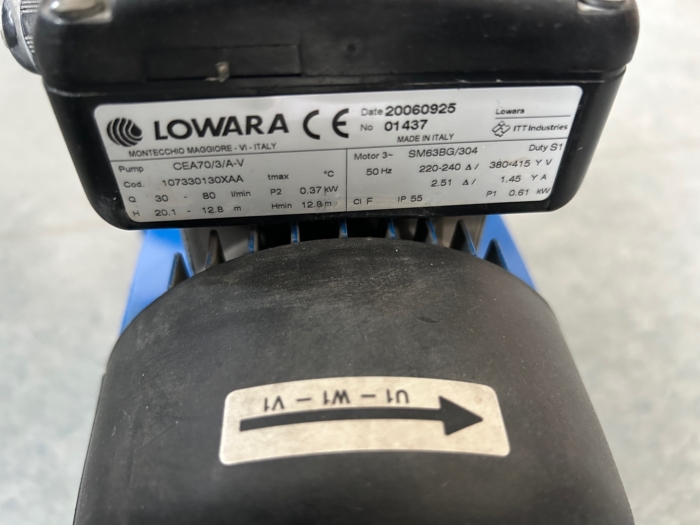 LOWARA CE
MONTECCHIO MAGGIORE - VI - ITALY
Date 20060925
No 01437
MADE IN ITALY
Lowara
ITT Industries
Pump CEA70/3/A-V
Cod. 107330130XAA tmax °C
Q 30 - 80 l/min P2 0.37 kW
H 20.1 - 12.8 m Hmin 12.8 m
Motor 3~ SM63BG/304 Duty S1
50 Hz 220-240 Δ / 380-415 Y V
2.51 Δ / 1.45 Y A
Cl F IP 55 P1 0.61 kW
U1 - W1 - V1